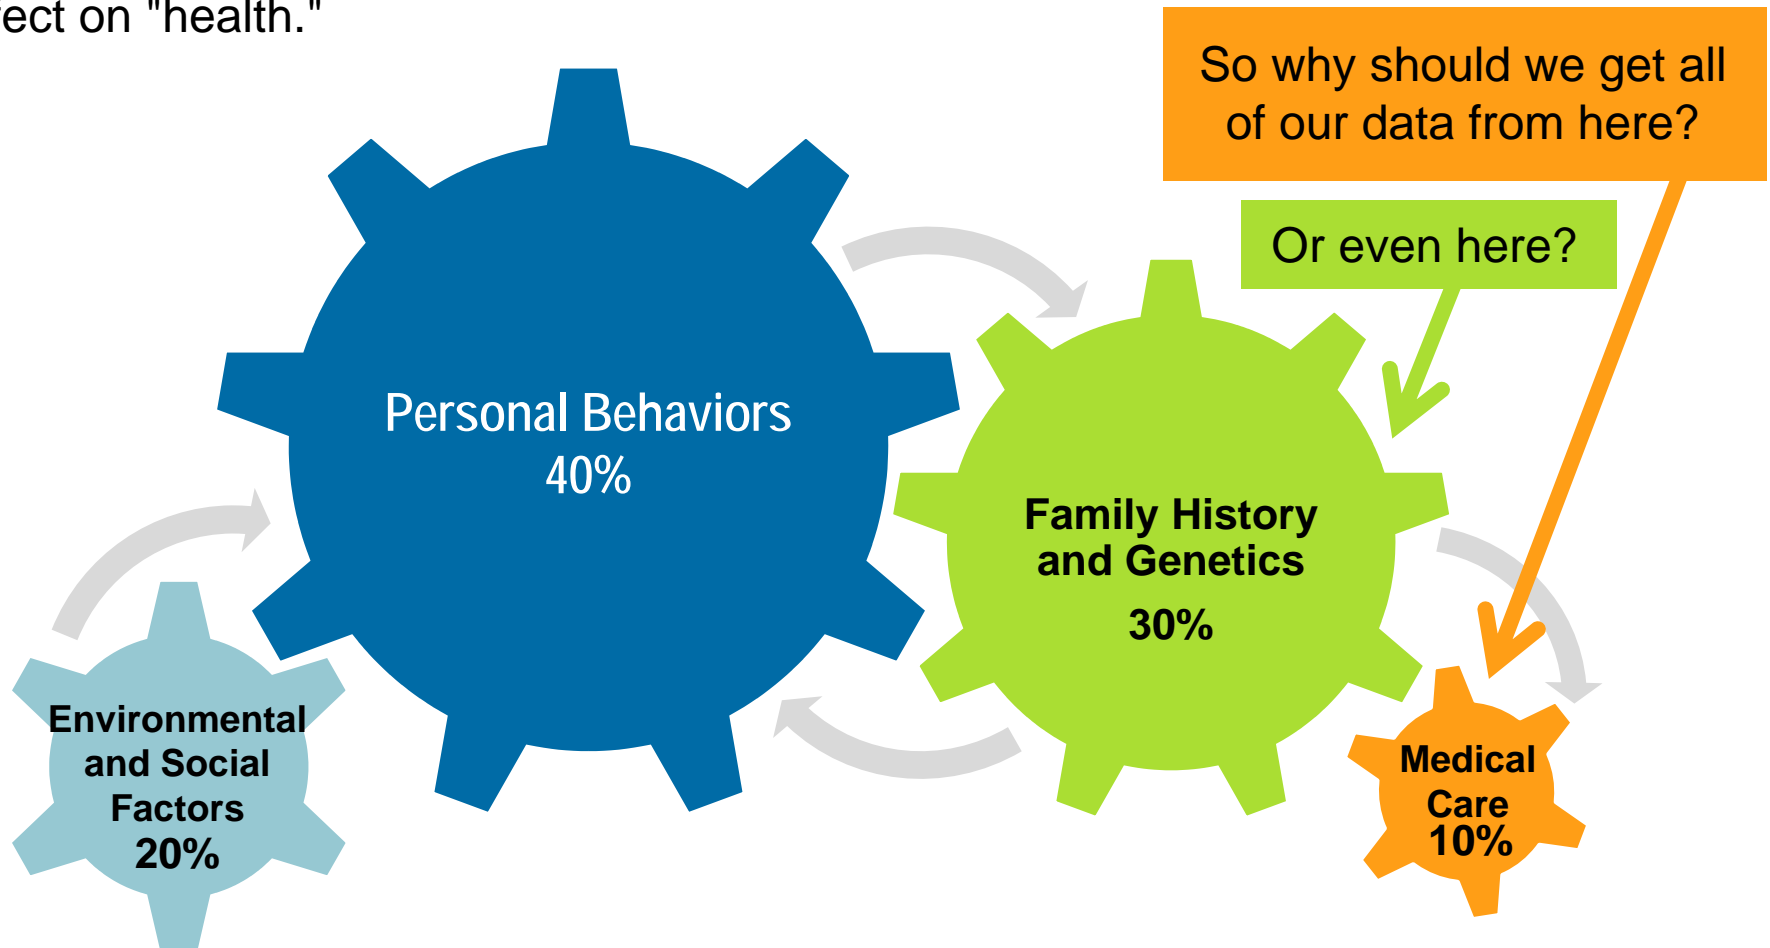 on "health."
So why should we get all
of our data from here?
Or even here?
Personal Behaviors
40%
Family History
and Genetics
30%
Environmental
and Social
Factors
20%
Medical
Care
10%